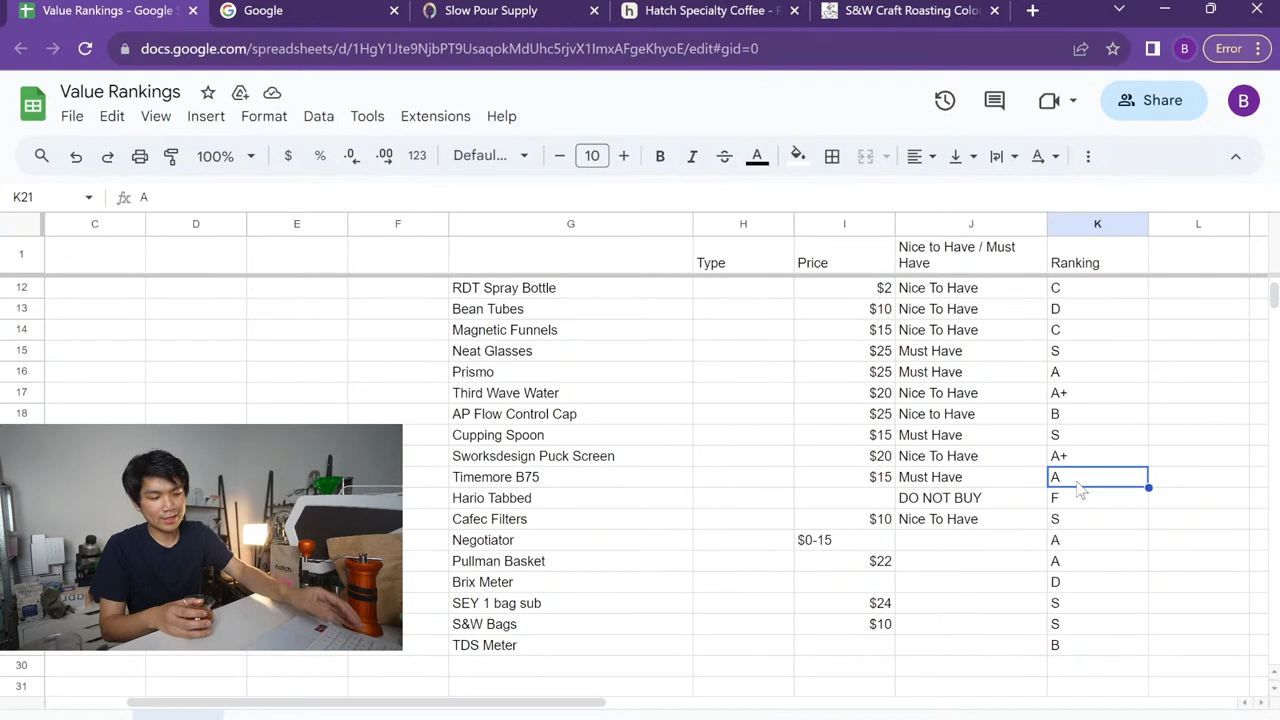 Value Rankings - Google S
Google
Slow Pour Supply
Hatch Specialty Coffee - R
S&W Craft Roasting Color
docs.google.com/spreadsheets/d/1HgY1Jte9NjbPT9UsaqokMdUhc5rjvX1ImxAFgeKhyoE/edit#gid=0
B
Error
Value Rankings
File Edit View Insert Format Data Tools Extensions Help
Share
B
100% $ % .0 .00 123 Defaul... 10 B I A
K21 fx A
C D E F G H I J K L
1 Type Price Nice to Have / Must Have Ranking
12 RDT Spray Bottle $2 Nice To Have C
13 Bean Tubes $10 Nice To Have D
14 Magnetic Funnels $15 Nice To Have C
15 Neat Glasses $25 Must Have S
16 Prismo $25 Must Have A
17 Third Wave Water $20 Nice To Have A+
18 AP Flow Control Cap $25 Nice to Have B
Cupping Spoon $15 Must Have S
Sworksdesign Puck Screen $20 Nice To Have A+
Timemore B75 $15 Must Have A
Hario Tabbed DO NOT BUY F
Cafec Filters $10 Nice To Have S
Negotiator $0-15 A
Pullman Basket $22 A
Brix Meter D
SEY 1 bag sub $24 S
S&W Bags $10 S
TDS Meter B
30
31
hatch